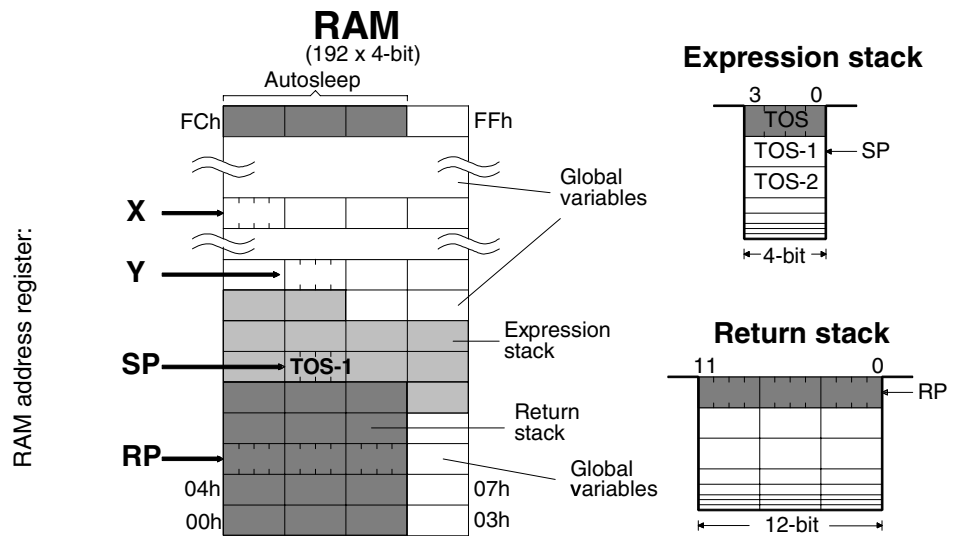 RAM
(192 x 4-bit)
Autosleep
FCh
FFh
Global
variables
X
Y
RAM address register:
SP
TOS-1
Expression
stack
Return
stack
RP
Global
variables
04h
07h
00h
03h
Expression stack
3 0
TOS
TOS-1
SP
TOS-2
4-bit
Return stack
11 0
RP
12-bit